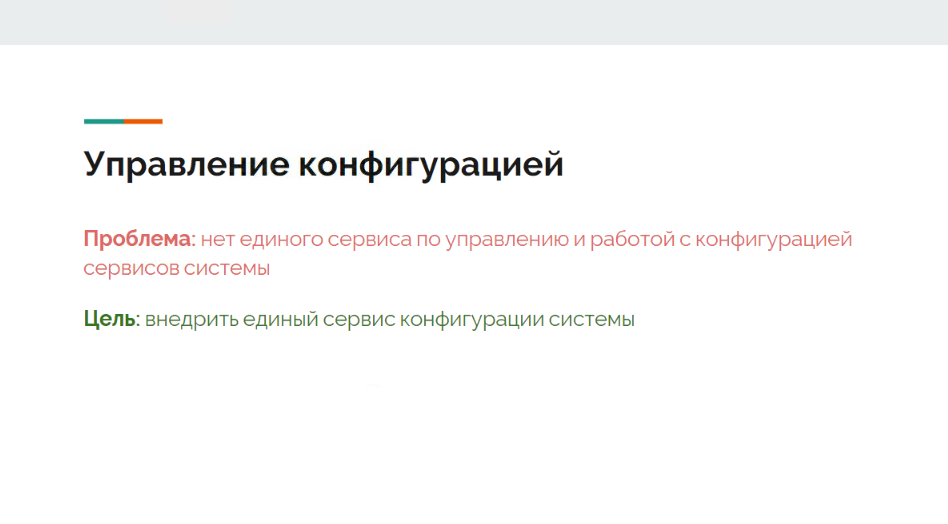 Управление конфигурацией
Проблема: нет единого сервиса по управлению и работой с конфигурацией
сервисов системы
Цель: внедрить единый сервис конфигурации системы